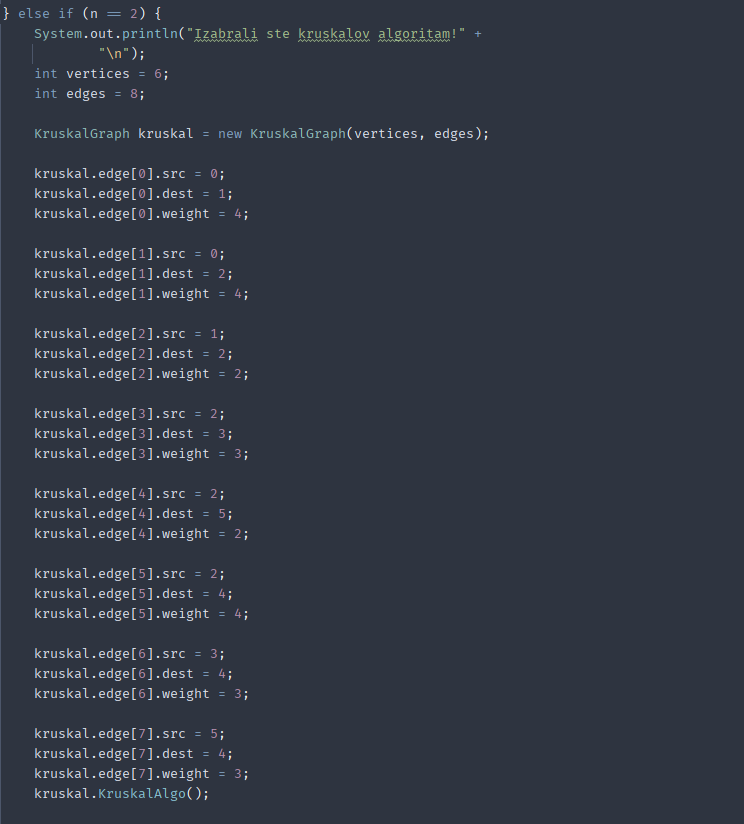 } else if (n == 2) {
System.out.println("Izabrali ste kruskalov algoritam!" +
"\n");
int vertices = 6;
int edges = 8;
KruskalGraph kruskal = new KruskalGraph(vertices, edges);
kruskal.edge[0].src = 0;
kruskal.edge[0].dest = 1;
kruskal.edge[0].weight = 4;
kruskal.edge[1].src = 0;
kruskal.edge[1].dest = 2;
kruskal.edge[1].weight = 4;
kruskal.edge[2].src = 1;
kruskal.edge[2].dest = 2;
kruskal.edge[2].weight = 2;
kruskal.edge[3].src = 2;
kruskal.edge[3].dest = 3;
kruskal.edge[3].weight = 3;
kruskal.edge[4].src = 2;
kruskal.edge[4].dest = 5;
kruskal.edge[4].weight = 2;
kruskal.edge[5].src = 2;
kruskal.edge[5].dest = 4;
kruskal.edge[5].weight = 4;
kruskal.edge[6].src = 3;
kruskal.edge[6].dest = 4;
kruskal.edge[6].weight = 3;
kruskal.edge[7].src = 5;
kruskal.edge[7].dest = 4;
kruskal.edge[7].weight = 3;
kruskal.KruskalAlgo();